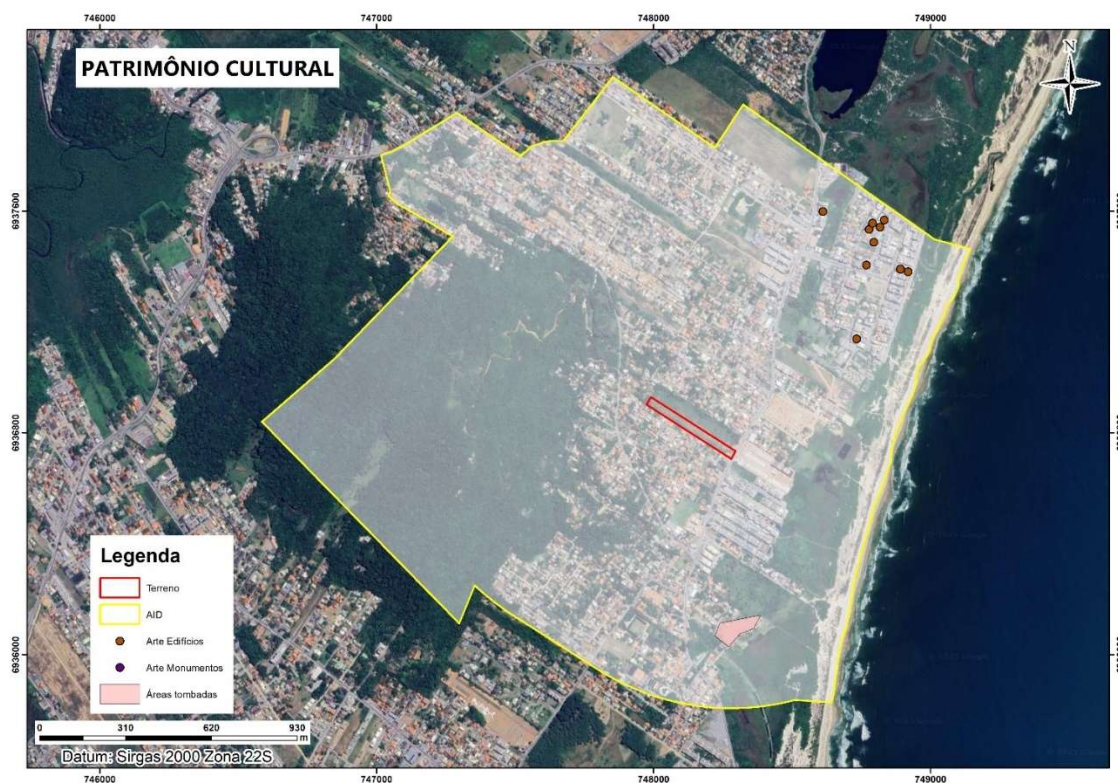 746000 747000 748000 749000
PATRIMÔNIO CULTURAL
N
6937600
6936800
6936000
Legenda
Terreno
AID
Arte Edifícios
Arte Monumentos
Áreas tombadas
0 310 620 930
m
Datum: Sirgas 2000 Zona 22S
746000 747000 748000 749000